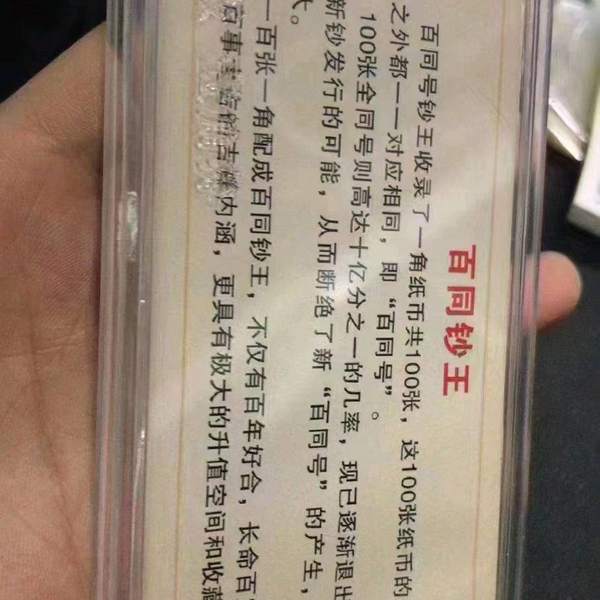 百同钞王
百同号钞王收录了一角纸币共100张，这100张纸币的
之外都一一对应相同，即“百同号”。
100张全同号则高达十亿分之一的几率，现已逐渐退出
新钞发行的可能，从而断绝了新“百同号”的产生，
一百张一角配成百同钞王，不仅有百年好合，长命百
内涵，更具有极大的升值空间和收藏